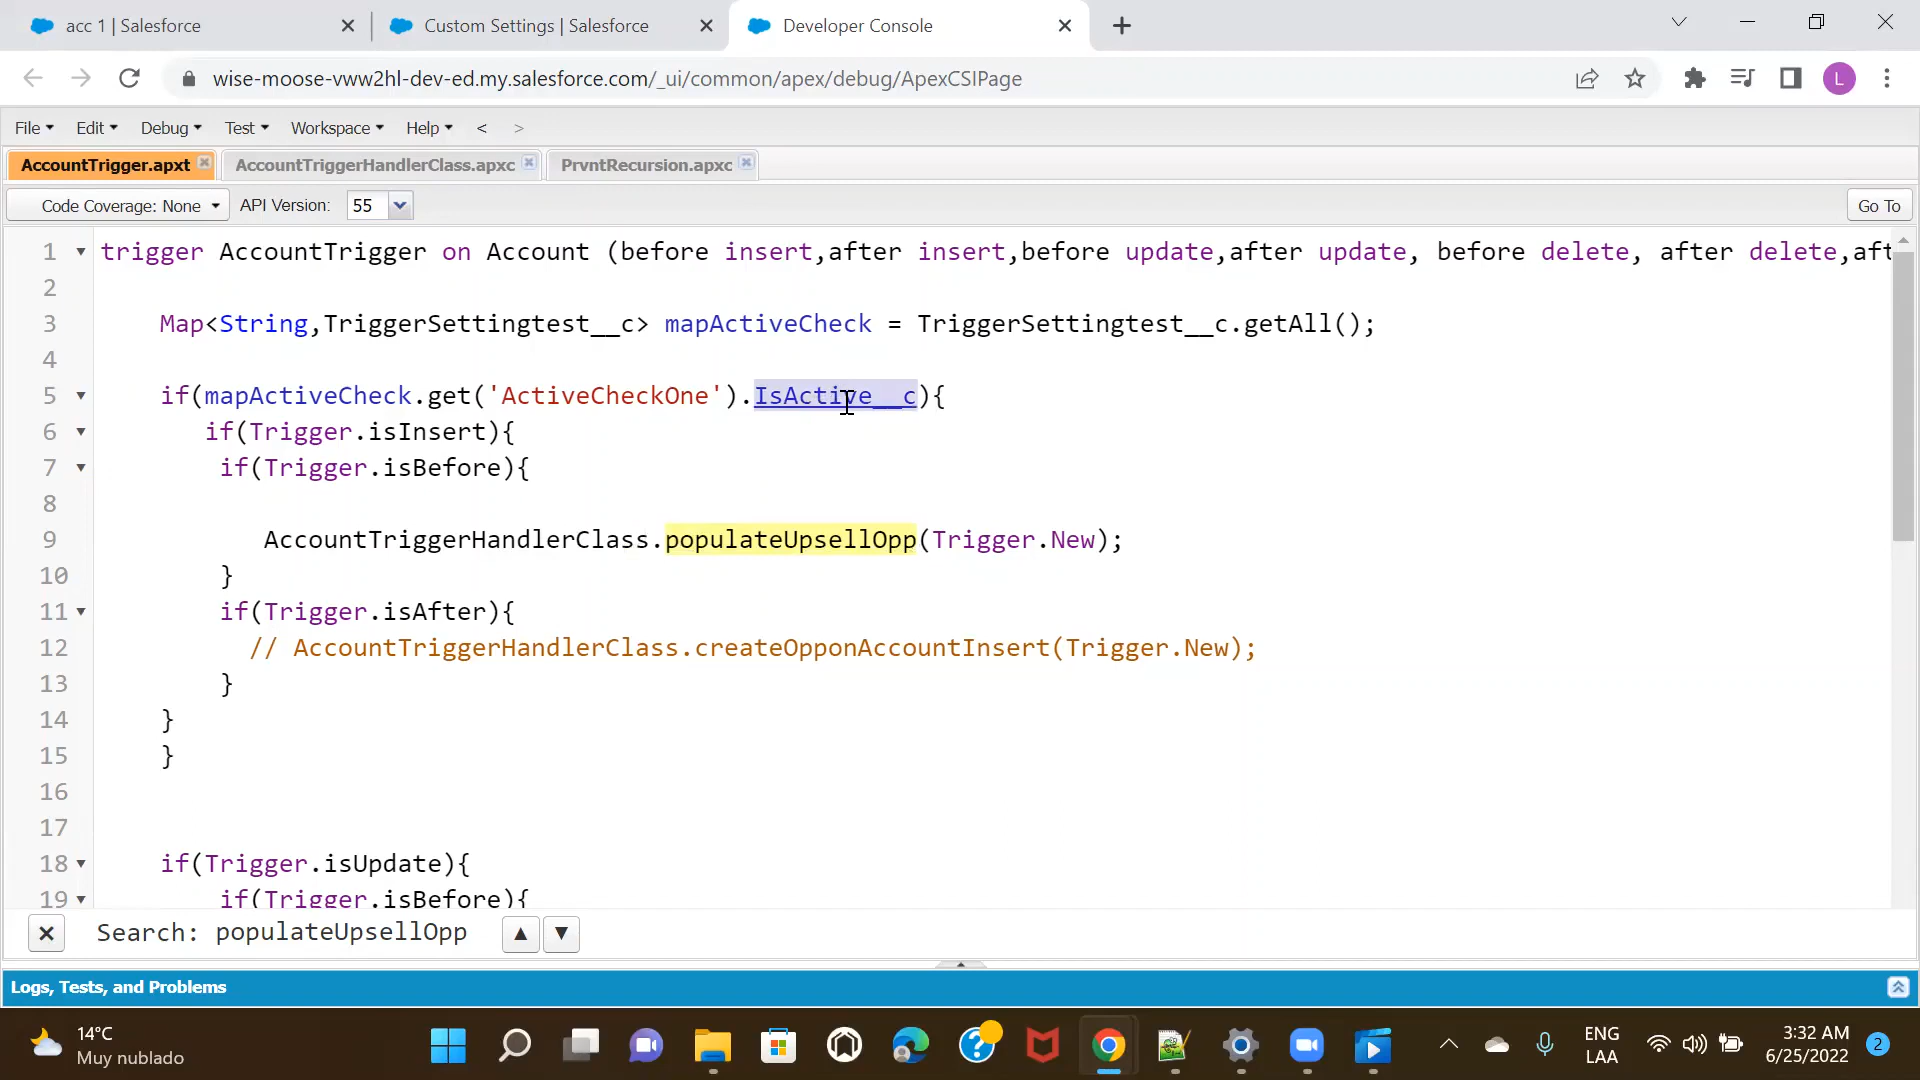 acc 1 | Salesforce
Custom Settings | Salesforce
Developer Console
wise-moose-vww2hl-dev-ed.my.salesforce.com/_ui/common/apex/debug/ApexCSIPage
L
File Edit Debug Test Workspace Help < >
AccountTrigger.apxt
AccountTriggerHandlerClass.apxc
PrvntRecursion.apxc
Code Coverage: None API Version: 55 Go To
1 trigger AccountTrigger on Account (before insert,after insert,before update,after update, before delete, after delete,aft
2
3 Map<String,TriggerSettingtest__c> mapActiveCheck = TriggerSettingtest__c.getAll();
4
5 if(mapActiveCheck.get('ActiveCheckOne').IsActive__c){
6 if(Trigger.isInsert){
7 if(Trigger.isBefore){
8
9 AccountTriggerHandlerClass.populateUpsellOpp(Trigger.New);
10 }
11 if(Trigger.isAfter){
12 // AccountTriggerHandlerClass.createOpponAccountInsert(Trigger.New);
13 }
14 }
15 }
16
17
18 if(Trigger.isUpdate){
19 if(Trigger.isBefore){
Search: populateUpsellOpp
Logs, Tests, and Problems
14°C
Muy nublado
ENG
LAA
3:32 AM
6/25/2022
2